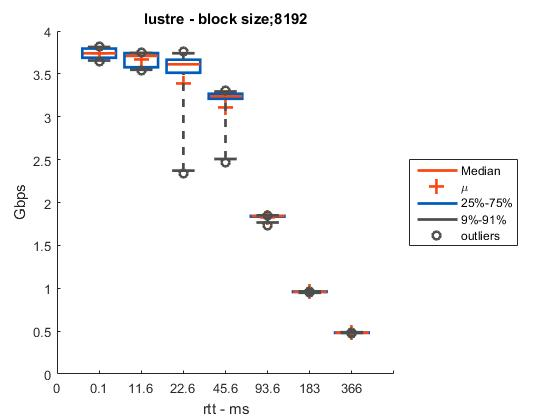 lustre - block size;8192
4
3.5
3
2.5
2
1.5
1
0.5
0
Gbps
0 0.1 11.6 22.6 45.6 93.6 183 366
rtt - ms
Median
μ
25%-75%
9%-91%
outliers